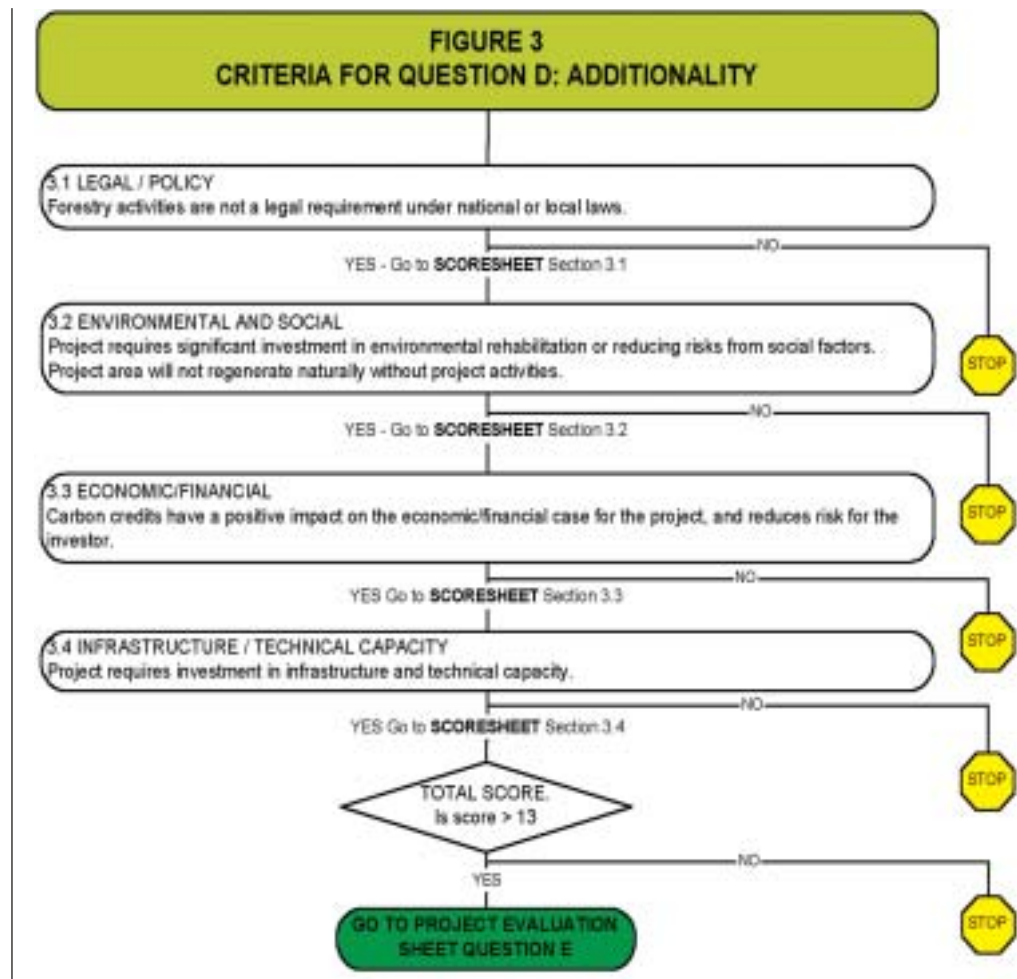 FIGURE 3
CRITERIA FOR QUESTION D: ADDITIONALITY
3.1 LEGAL / POLICY
Forestry activities are not a legal requirement under national or local laws.
NO
YES - Go to SCORESHEET Section 3.1
3.2 ENVIRONMENTAL AND SOCIAL
Project requires significant investment in environmental rehabilitation or reducing risks from social factors.
Project area will not regenerate naturally without project activities.
STOP
NO
YES - Go to SCORESHEET Section 3.2
3.3 ECONOMIC/FINANCIAL
Carbon credits have a positive impact on the economic/financial case for the project, and reduces risk for the
investor.
STOP
NO
YES Go to SCORESHEET Section 3.3
3.4 INFRASTRUCTURE / TECHNICAL CAPACITY
Project requires investment in infrastructure and technical capacity.
STOP
NO
YES Go to SCORESHEET Section 3.4
STOP
TOTAL SCORE.
Is score > 13
NO
YES
GO TO PROJECT EVALUATION
SHEET QUESTION E
STOP